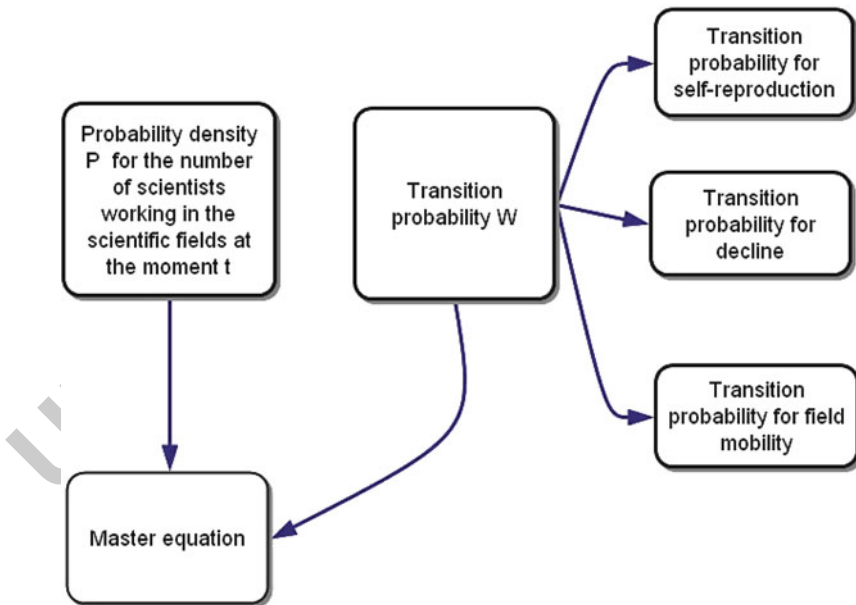 Probability density
P for the number
of scientists
working in the
scientific fields at
the moment t
Transition
probability W
Transition
probability for
self-reproduction
Transition
probability for
decline
Transition
probability for field
mobility
Master equation